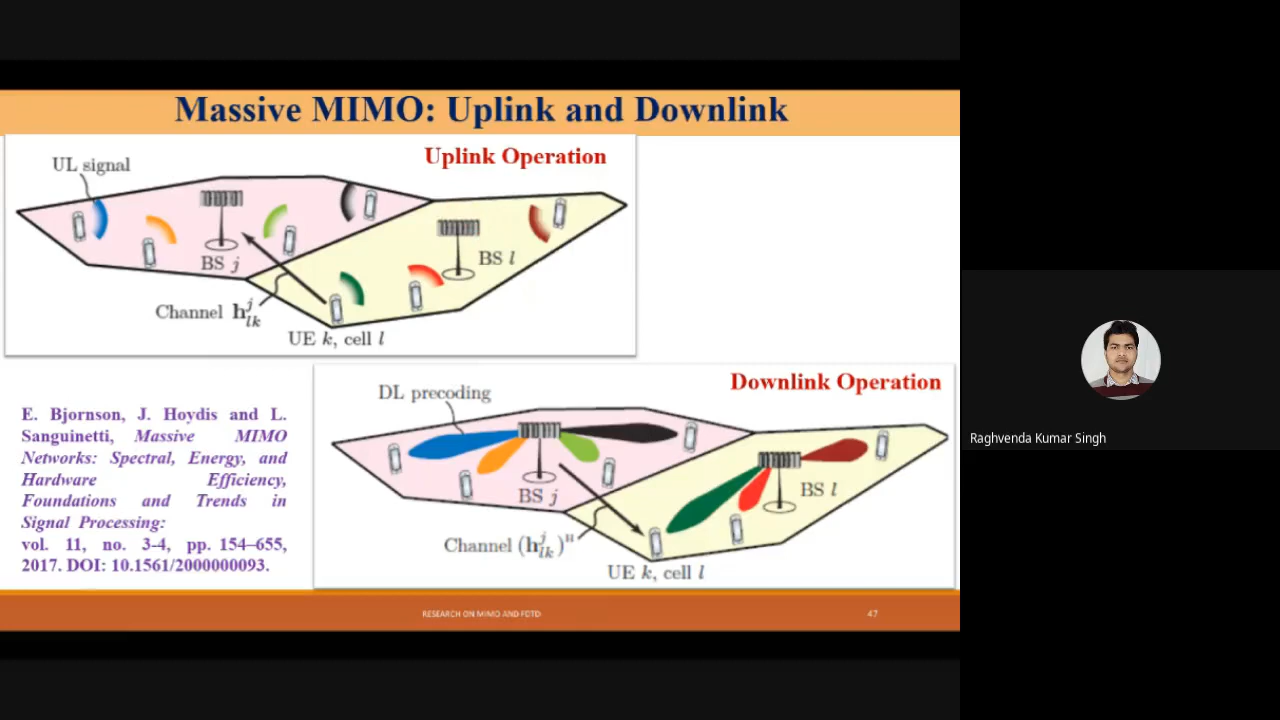 Massive MIMO: Uplink and Downlink
Uplink Operation
UL signal
BS j
BS l
Channel h^j_lk
UE k, cell l
Downlink Operation
DL precoding
BS j
BS l
Channel (h^j_lk)^H
UE k, cell l
E. Bjornson, J. Hoydis and L.
Sanguinetti, Massive MIMO
Networks: Spectral, Energy, and
Hardware Efficiency,
Foundations and Trends in
Signal Processing:
vol. 11, no. 3-4, pp. 154–655,
2017. DOI: 10.1561/2000000093.
RESEARCH ON MIMO AND FDTD
47
Raghvenda Kumar Singh